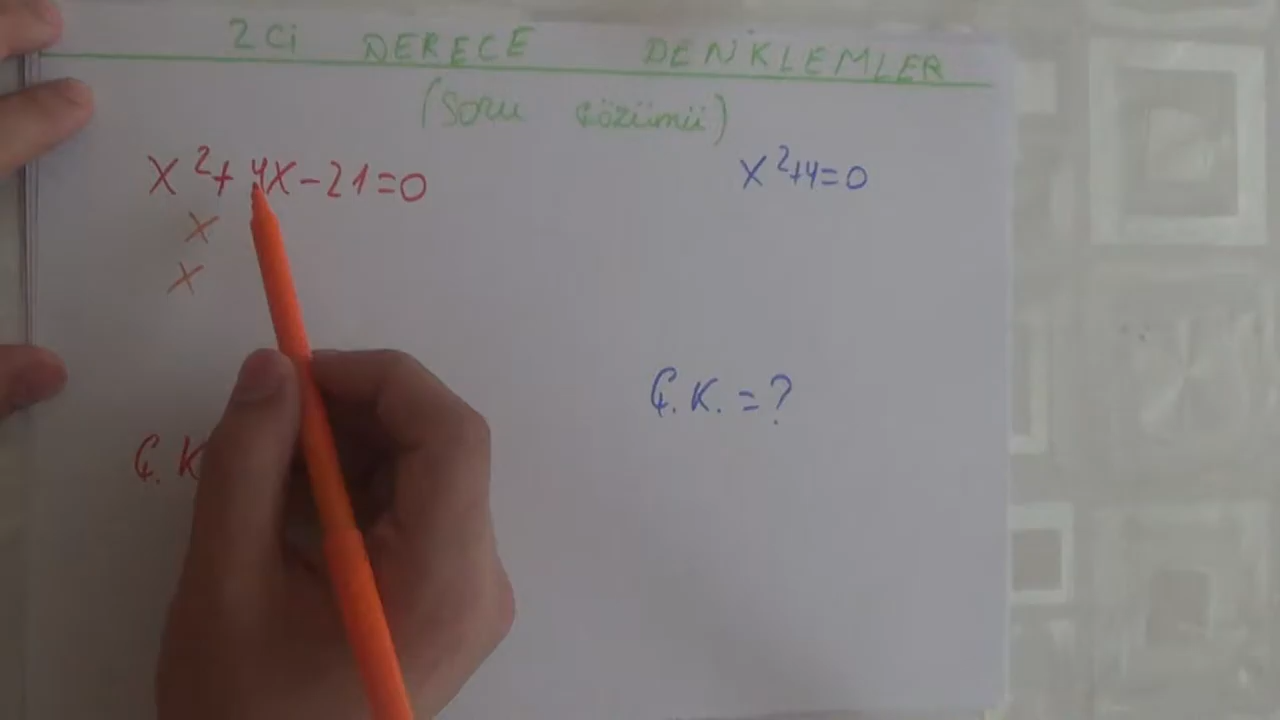 2ci DERECE DENKLEMLER
(Soru çözümü)
x²+4x-21=0
x²+4=0
x
x
Ç.K. =?
Ç.K